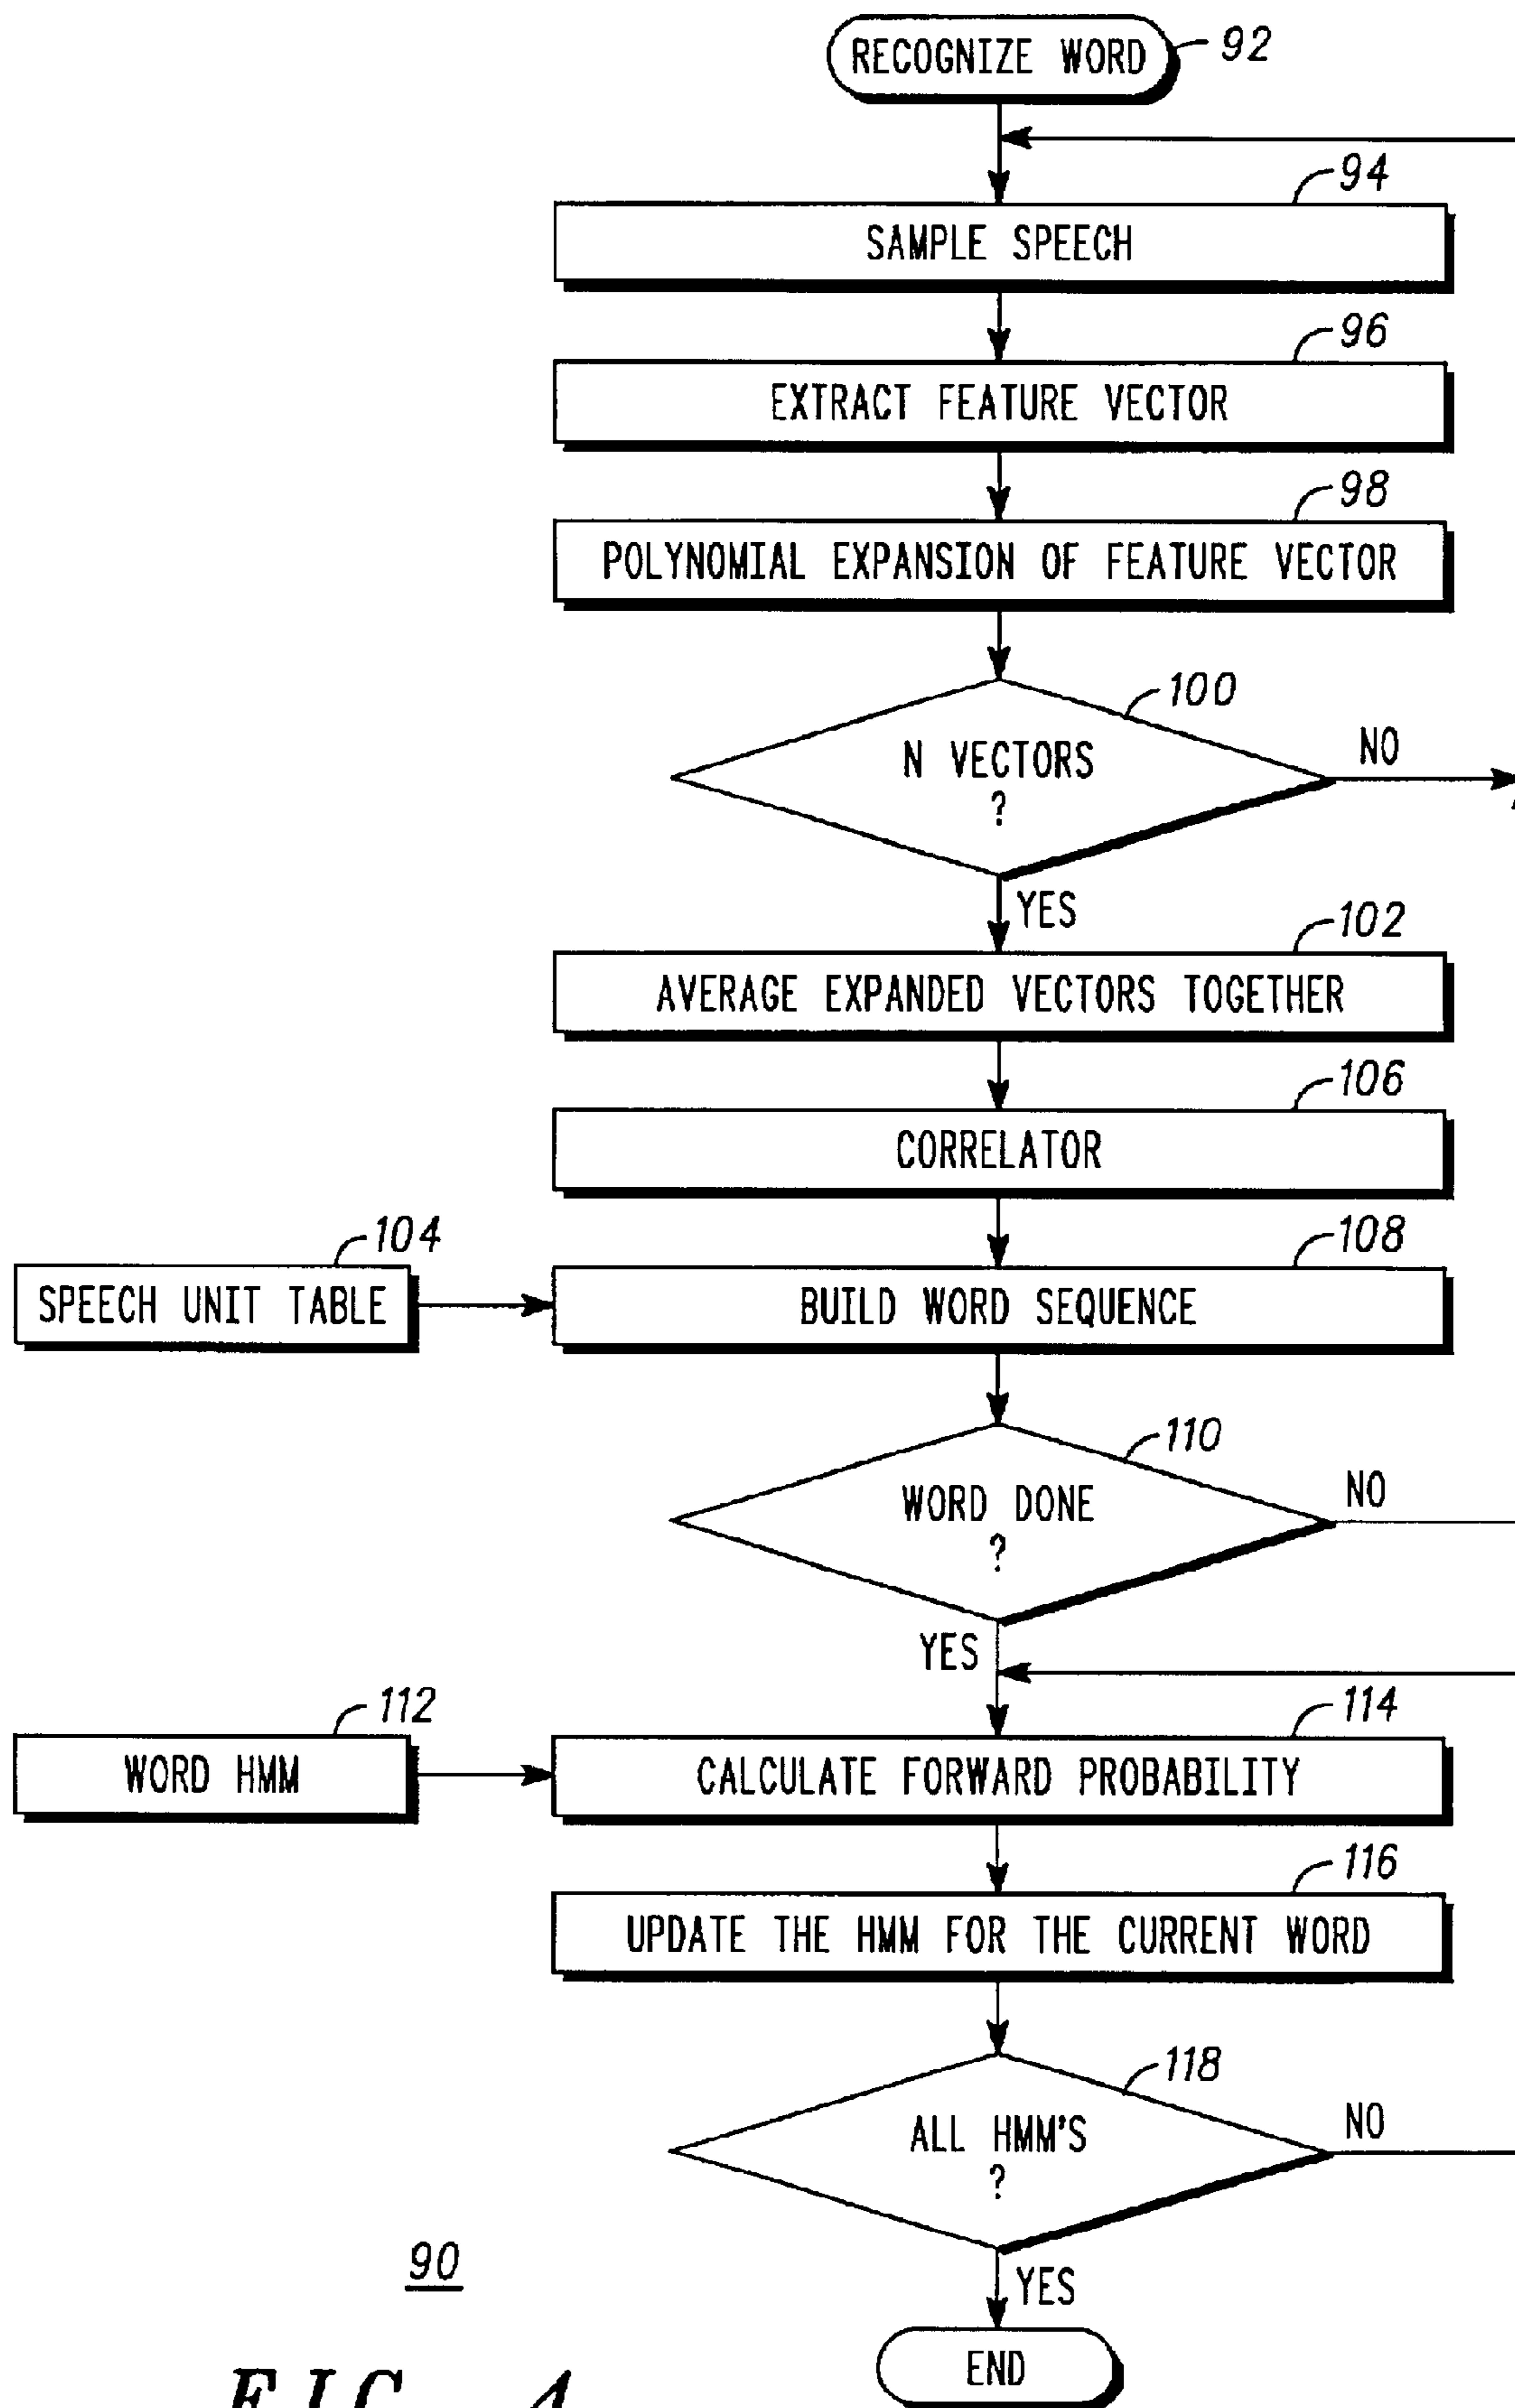 RECOGNIZE WORD
92
94
SAMPLE SPEECH
96
EXTRACT FEATURE VECTOR
98
POLYNOMIAL EXPANSION OF FEATURE VECTOR
100
N VECTORS
?
NO
YES
102
AVERAGE EXPANDED VECTORS TOGETHER
106
CORRELATOR
104
SPEECH UNIT TABLE
108
BUILD WORD SEQUENCE
110
WORD DONE
?
NO
YES
112
WORD HMM
114
CALCULATE FORWARD PROBABILITY
116
UPDATE THE HMM FOR THE CURRENT WORD
118
ALL HMM'S
?
NO
90
YES
END
FIG. 4